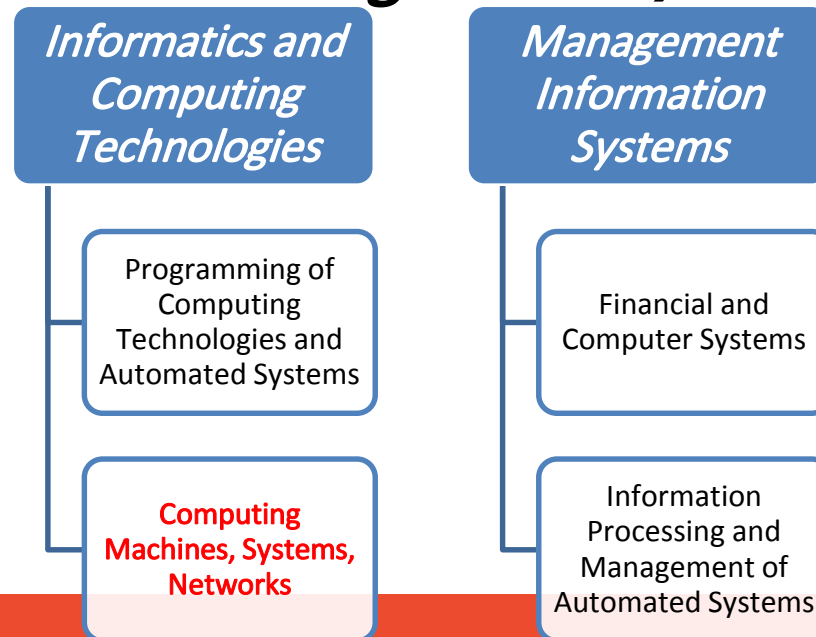 Informatics and
Computing
Technologies
Programming of
Computing
Technologies and
Automated Systems
Computing
Machines, Systems,
Networks
Management
Information
Systems
Financial and
Computer Systems
Information
Processing and
Management of
Automated Systems